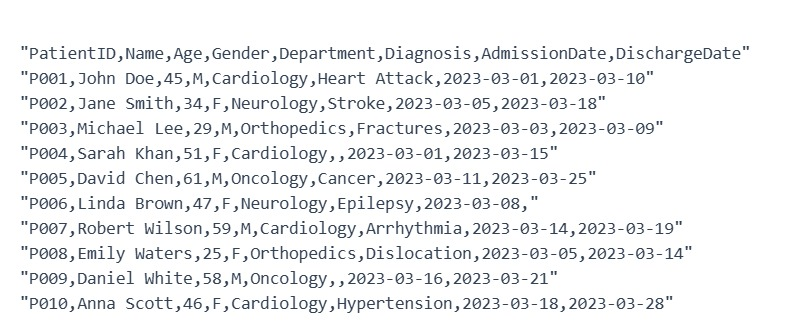 "PatientID,Name,Age,Gender,Department,Diagnosis,AdmissionDate,DischargeDate"
"P001,John Doe,45,M,Cardiology,Heart Attack,2023-03-01,2023-03-10"
"P002,Jane Smith,34,F,Neurology,Stroke,2023-03-05,2023-03-18"
"P003,Michael Lee,29,M,Orthopedics,Fractures,2023-03-03,2023-03-09"
"P004,Sarah Khan,51,F,Cardiology,,2023-03-01,2023-03-15"
"P005,David Chen,61,M,Oncology,Cancer,2023-03-11,2023-03-25"
"P006,Linda Brown,47,F,Neurology,Epilepsy,2023-03-08,"
"P007,Robert Wilson,59,M,Cardiology,Arrhythmia,2023-03-14,2023-03-19"
"P008,Emily Waters,25,F,Orthopedics,Dislocation,2023-03-05,2023-03-14"
"P009,Daniel White,58,M,Oncology,,2023-03-16,2023-03-21"
"P010,Anna Scott,46,F,Cardiology,Hypertension,2023-03-18,2023-03-28"